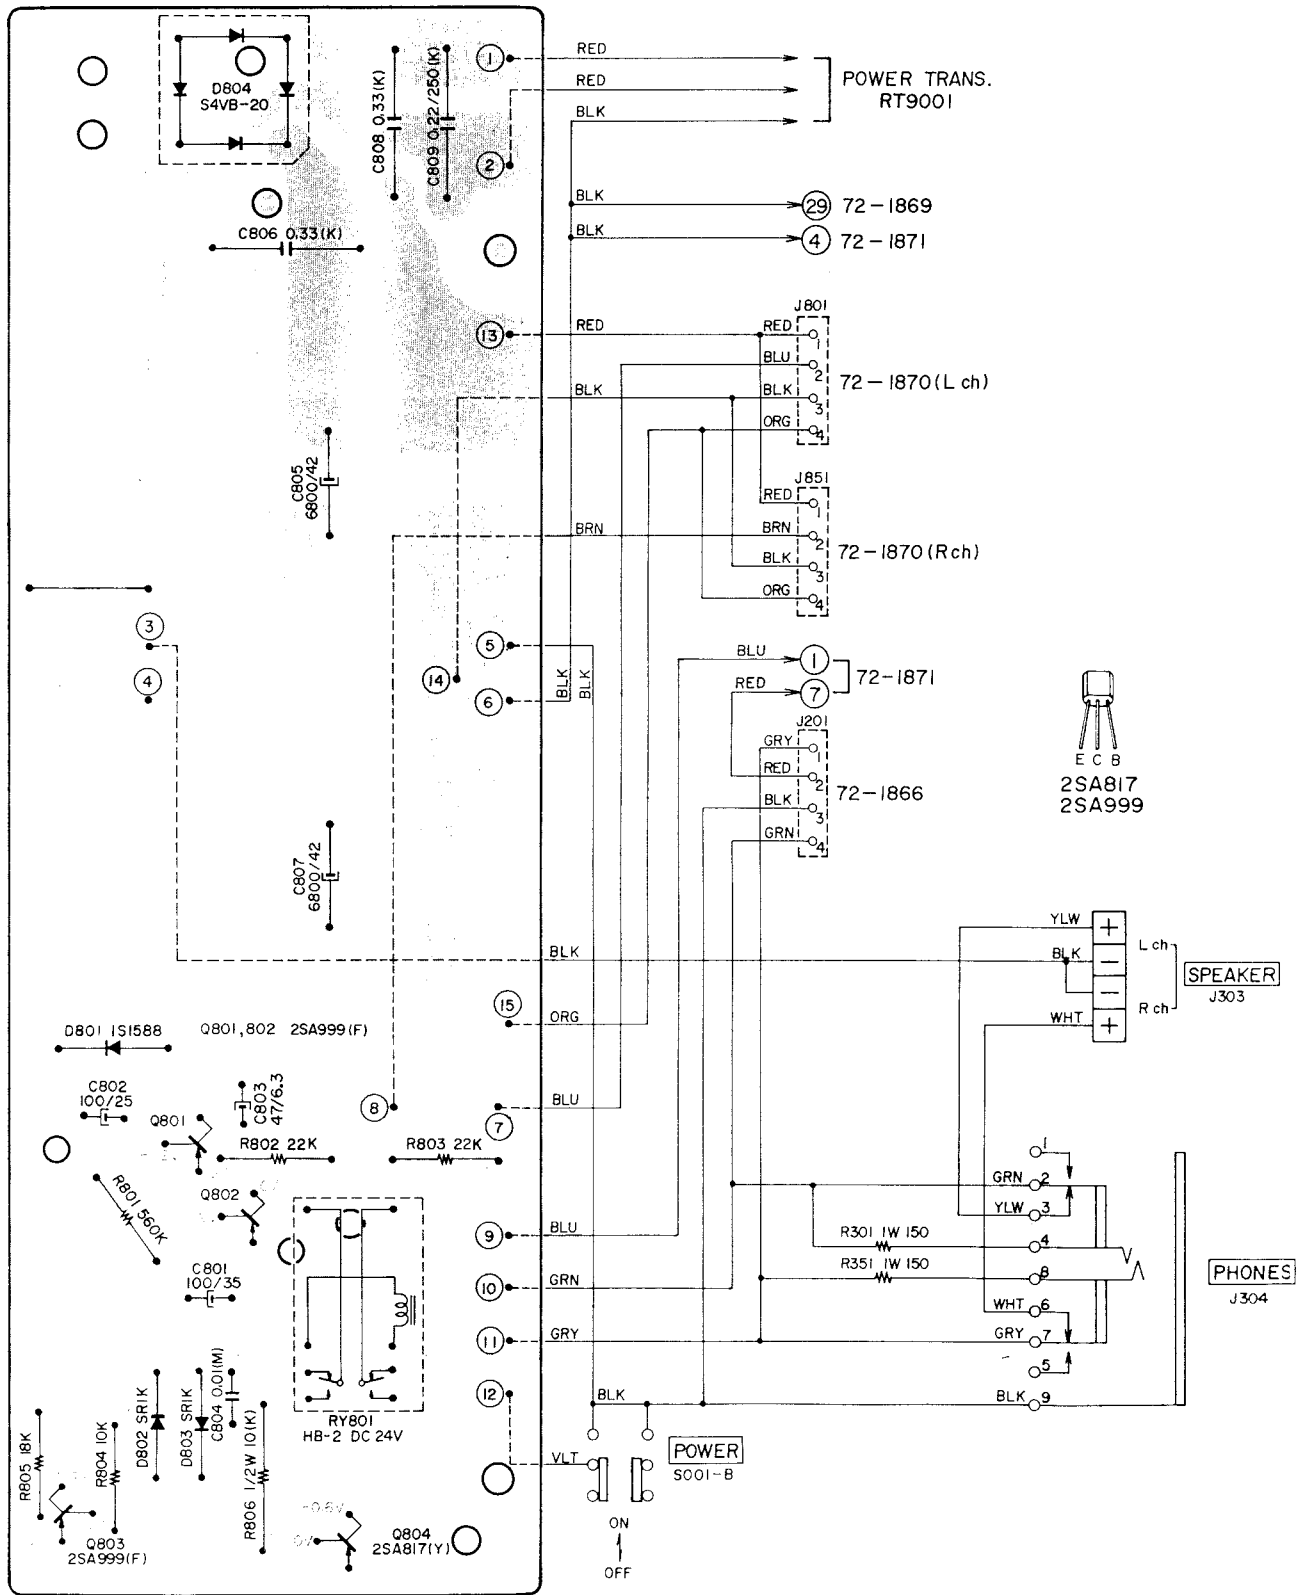 D804
S4VB-20
C808 0.33(K)
C809 0.22/250(K)
1
RED
RED
BLK
POWER TRANS.
RT9001
2
BLK
29
72-1869
C806 0.33(K)
BLK
4
72-1871
J801
13
RED
RED
1
BLU
2
72-1870(L ch)
BLK
BLK
3
ORG
4
C805
6800/42
J851
RED
1
BRN
BRN
2
72-1870(Rch)
BLK
3
ORG
4
3
5
14
4
6
BLK
BLK
BLU
1
72-1871
RED
7
J201
GRY
1
RED
2
72-1866
BLK
3
GRN
4
E C B
2SA817
2SA999
C807
6800/42
YLW
+
L ch
BLK
BLK
−
SPEAKER
J303
−
R ch
WHT
+
15
ORG
D801 1S1588
Q801,802 2SA999(F)
C802
100/25
C803
47/6.3
8
BLU
7
Q801
R802 22K
R803 22K
R801 560K
Q802
1
GRN
2
YLW
3
9
BLU
R301 1W 150
4
C801
100/35
10
GRN
R351 1W 150
8
PHONES
J304
WHT
6
11
GRY
GRY
7
5
12
BLK
BLK
9
RY801
HB-2 DC 24V
D802 SR1K
D803 SR1K
C804 0.01(M)
R805 18K
R804 10K
R806 1/2W 10(K)
VLT
POWER
S001-B
-0.6V
0V
Q803
2SA999(F)
Q804
2SA817(Y)
ON
OFF